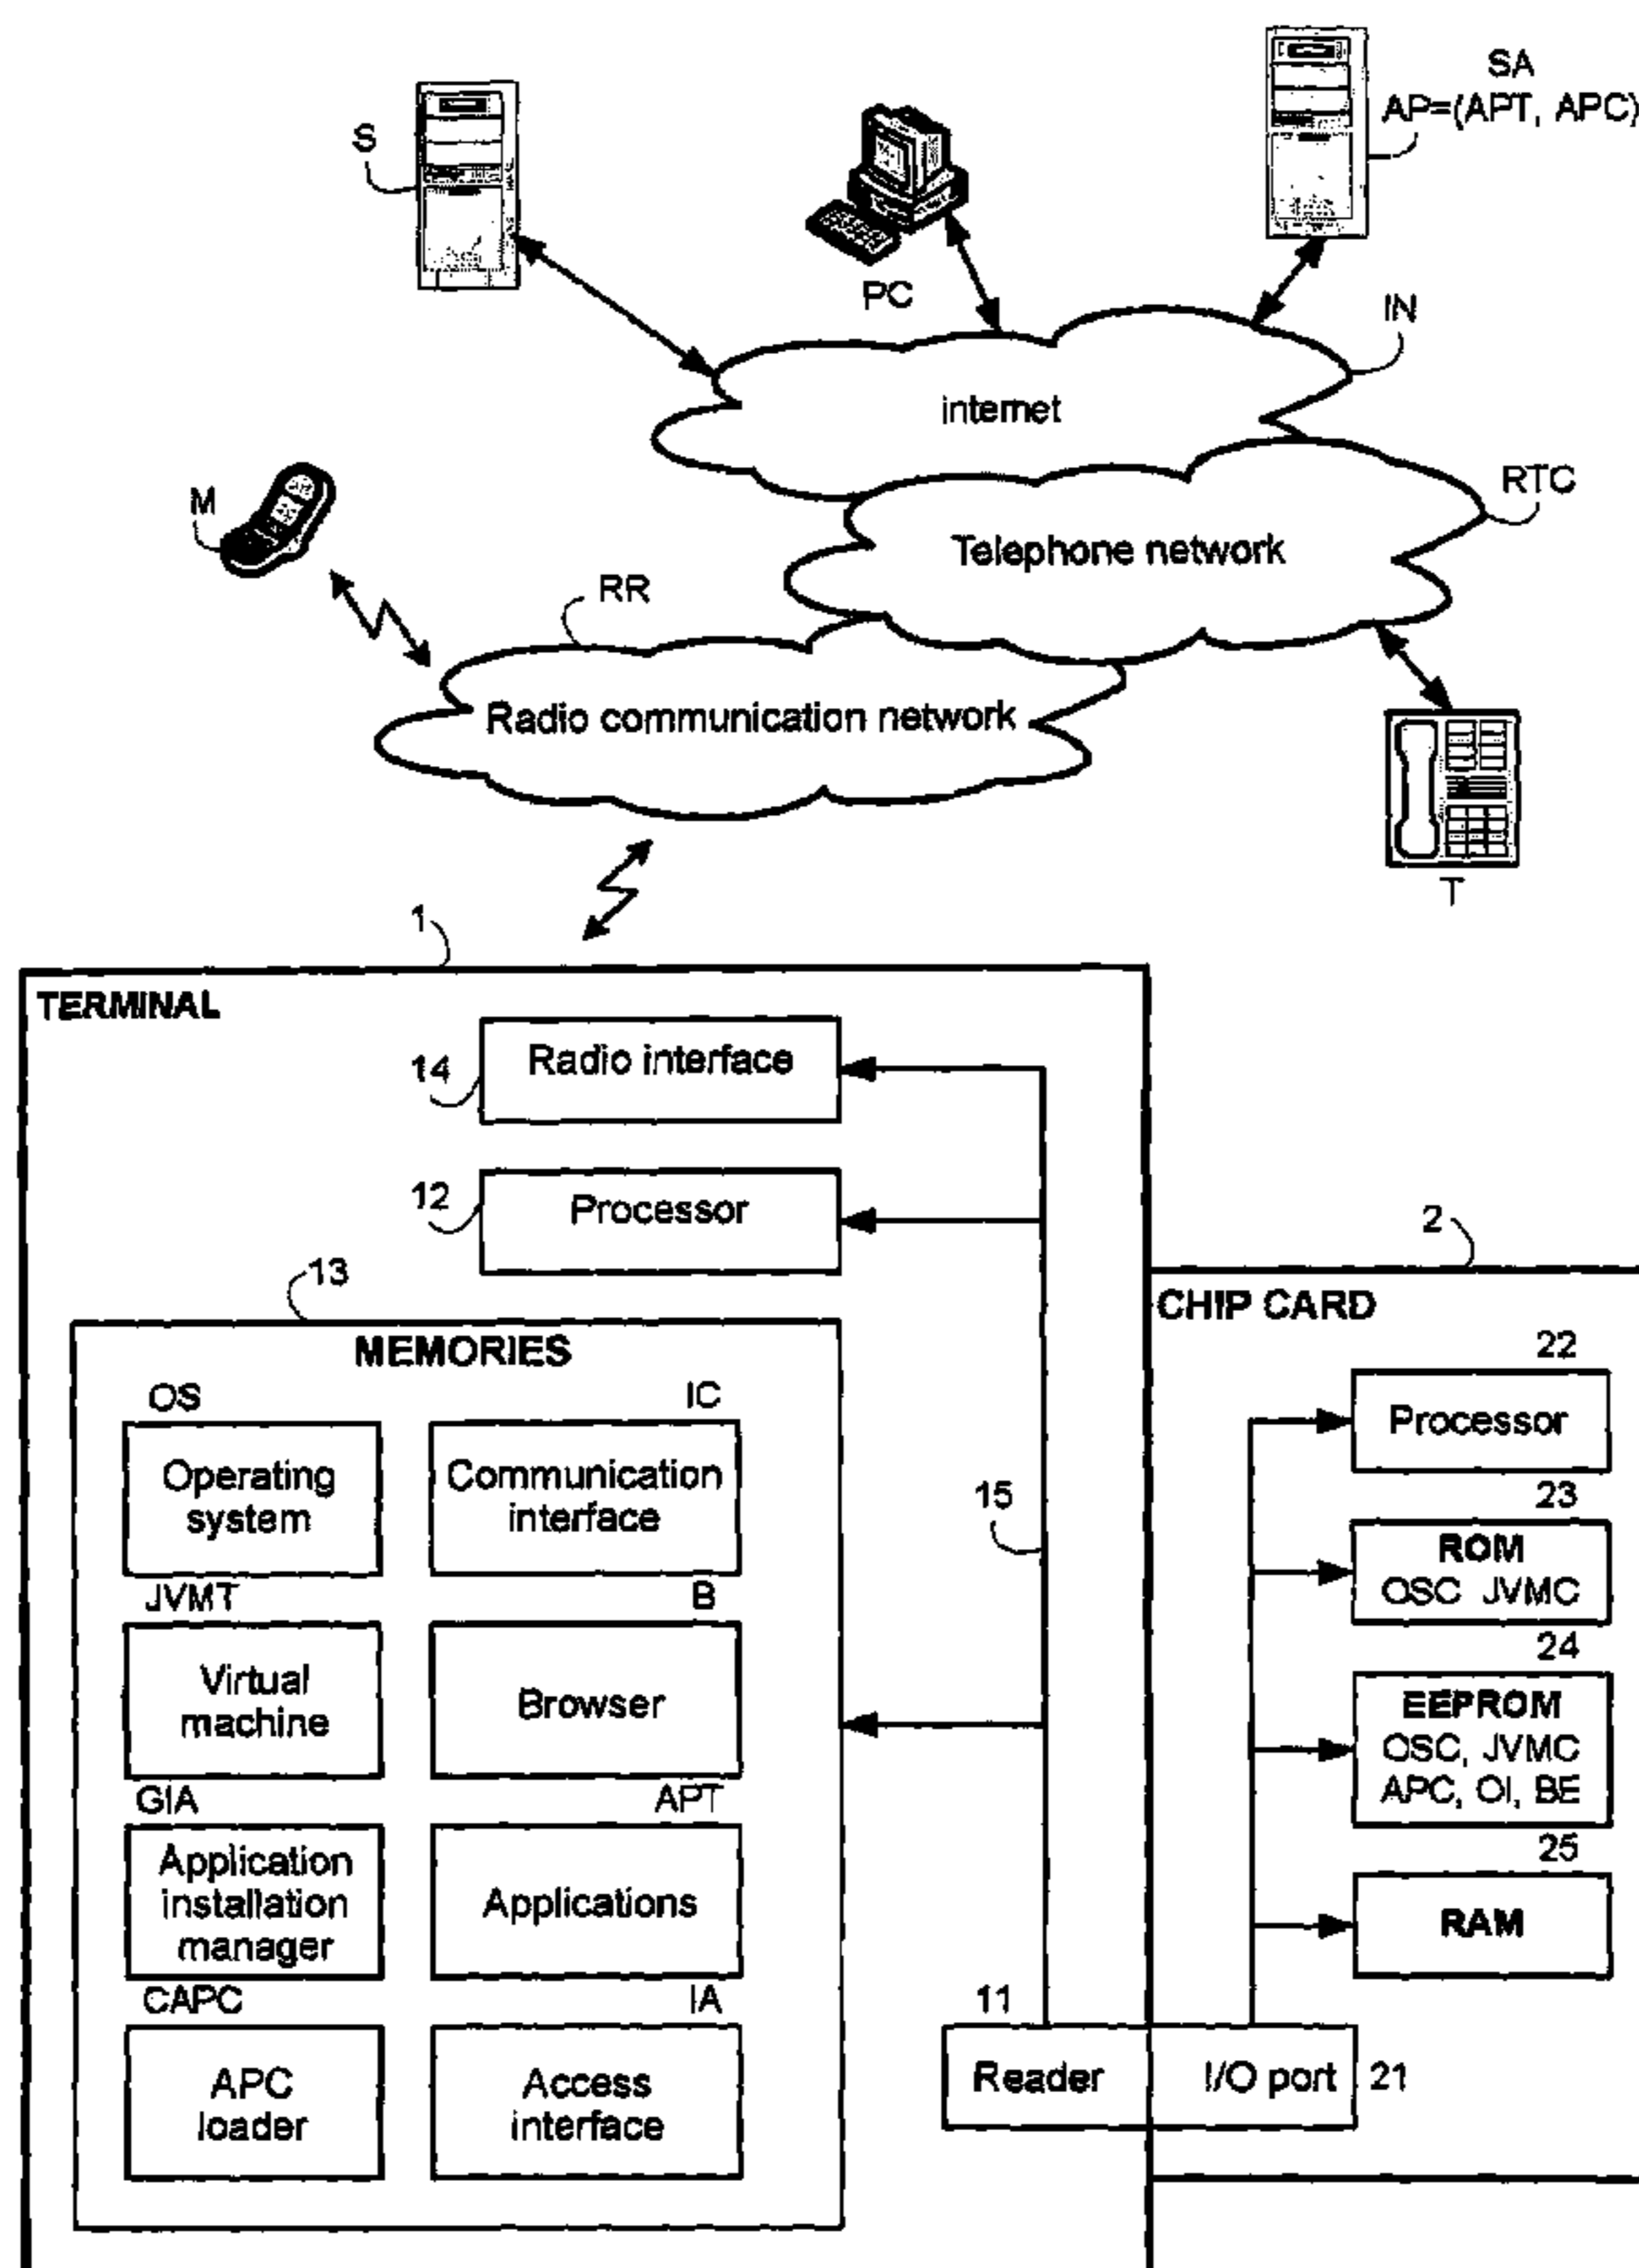 SA
AP=(APT, APC)
S
PC
IN
internet
RTC
M
Telephone network
RR
Radio communication network
T
1
TERMINAL
Radio interface
14
12
Processor
2
13
CHIP CARD
MEMORIES
22
OS
IC
Processor
Operating
system
Communication
interface
15
23
ROM
OSC JVMC
JVMT
B
24
Virtual
machine
Browser
EEPROM
OSC, JVMC
APC, OI, BE
GIA
APT
25
Application
installation
manager
Applications
RAM
CAPC
IA
11
APC
loader
Access
interface
Reader
I/O port
21